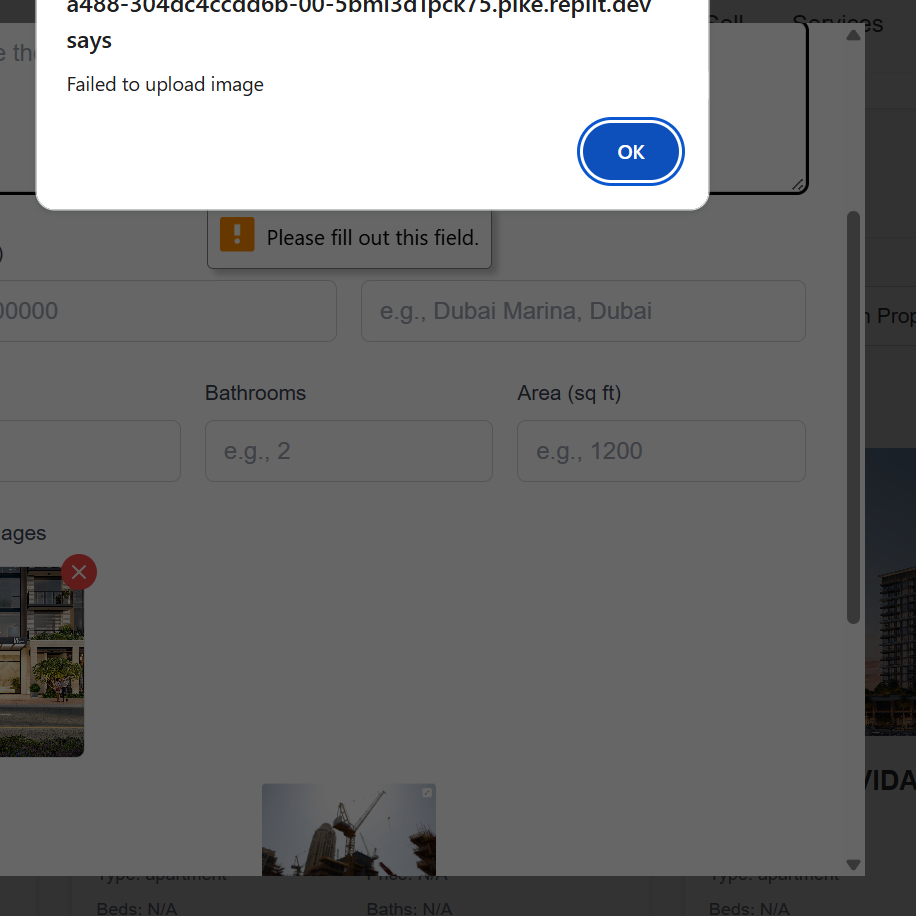 a488-304dc4ccdd6b-00-5bml3d1pck75.pike.replit.dev
says
Failed to upload image
OK
Sell Services
e the
Please fill out this field.
)
00000
e.g., Dubai Marina, Dubai
n Prop
Bathrooms
Area (sq ft)
e.g., 2
e.g., 1200
ages
VIDA
Type: apartment
Price: N/A
Type: apartment
Beds: N/A
Baths: N/A
Beds: N/A